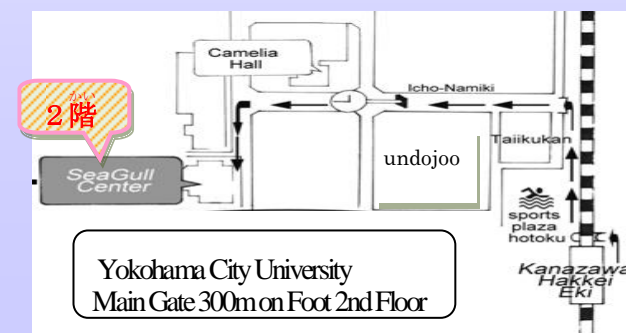 Camelia
Hall
Icho-Namiki
かい
2階
Taiikukan
undojoo
SeaGull
Center
sports
plaza
hotoku
Kanazawa
Hakkei
Eki
Yokohama City University
Main Gate 300m on Foot 2nd Floor